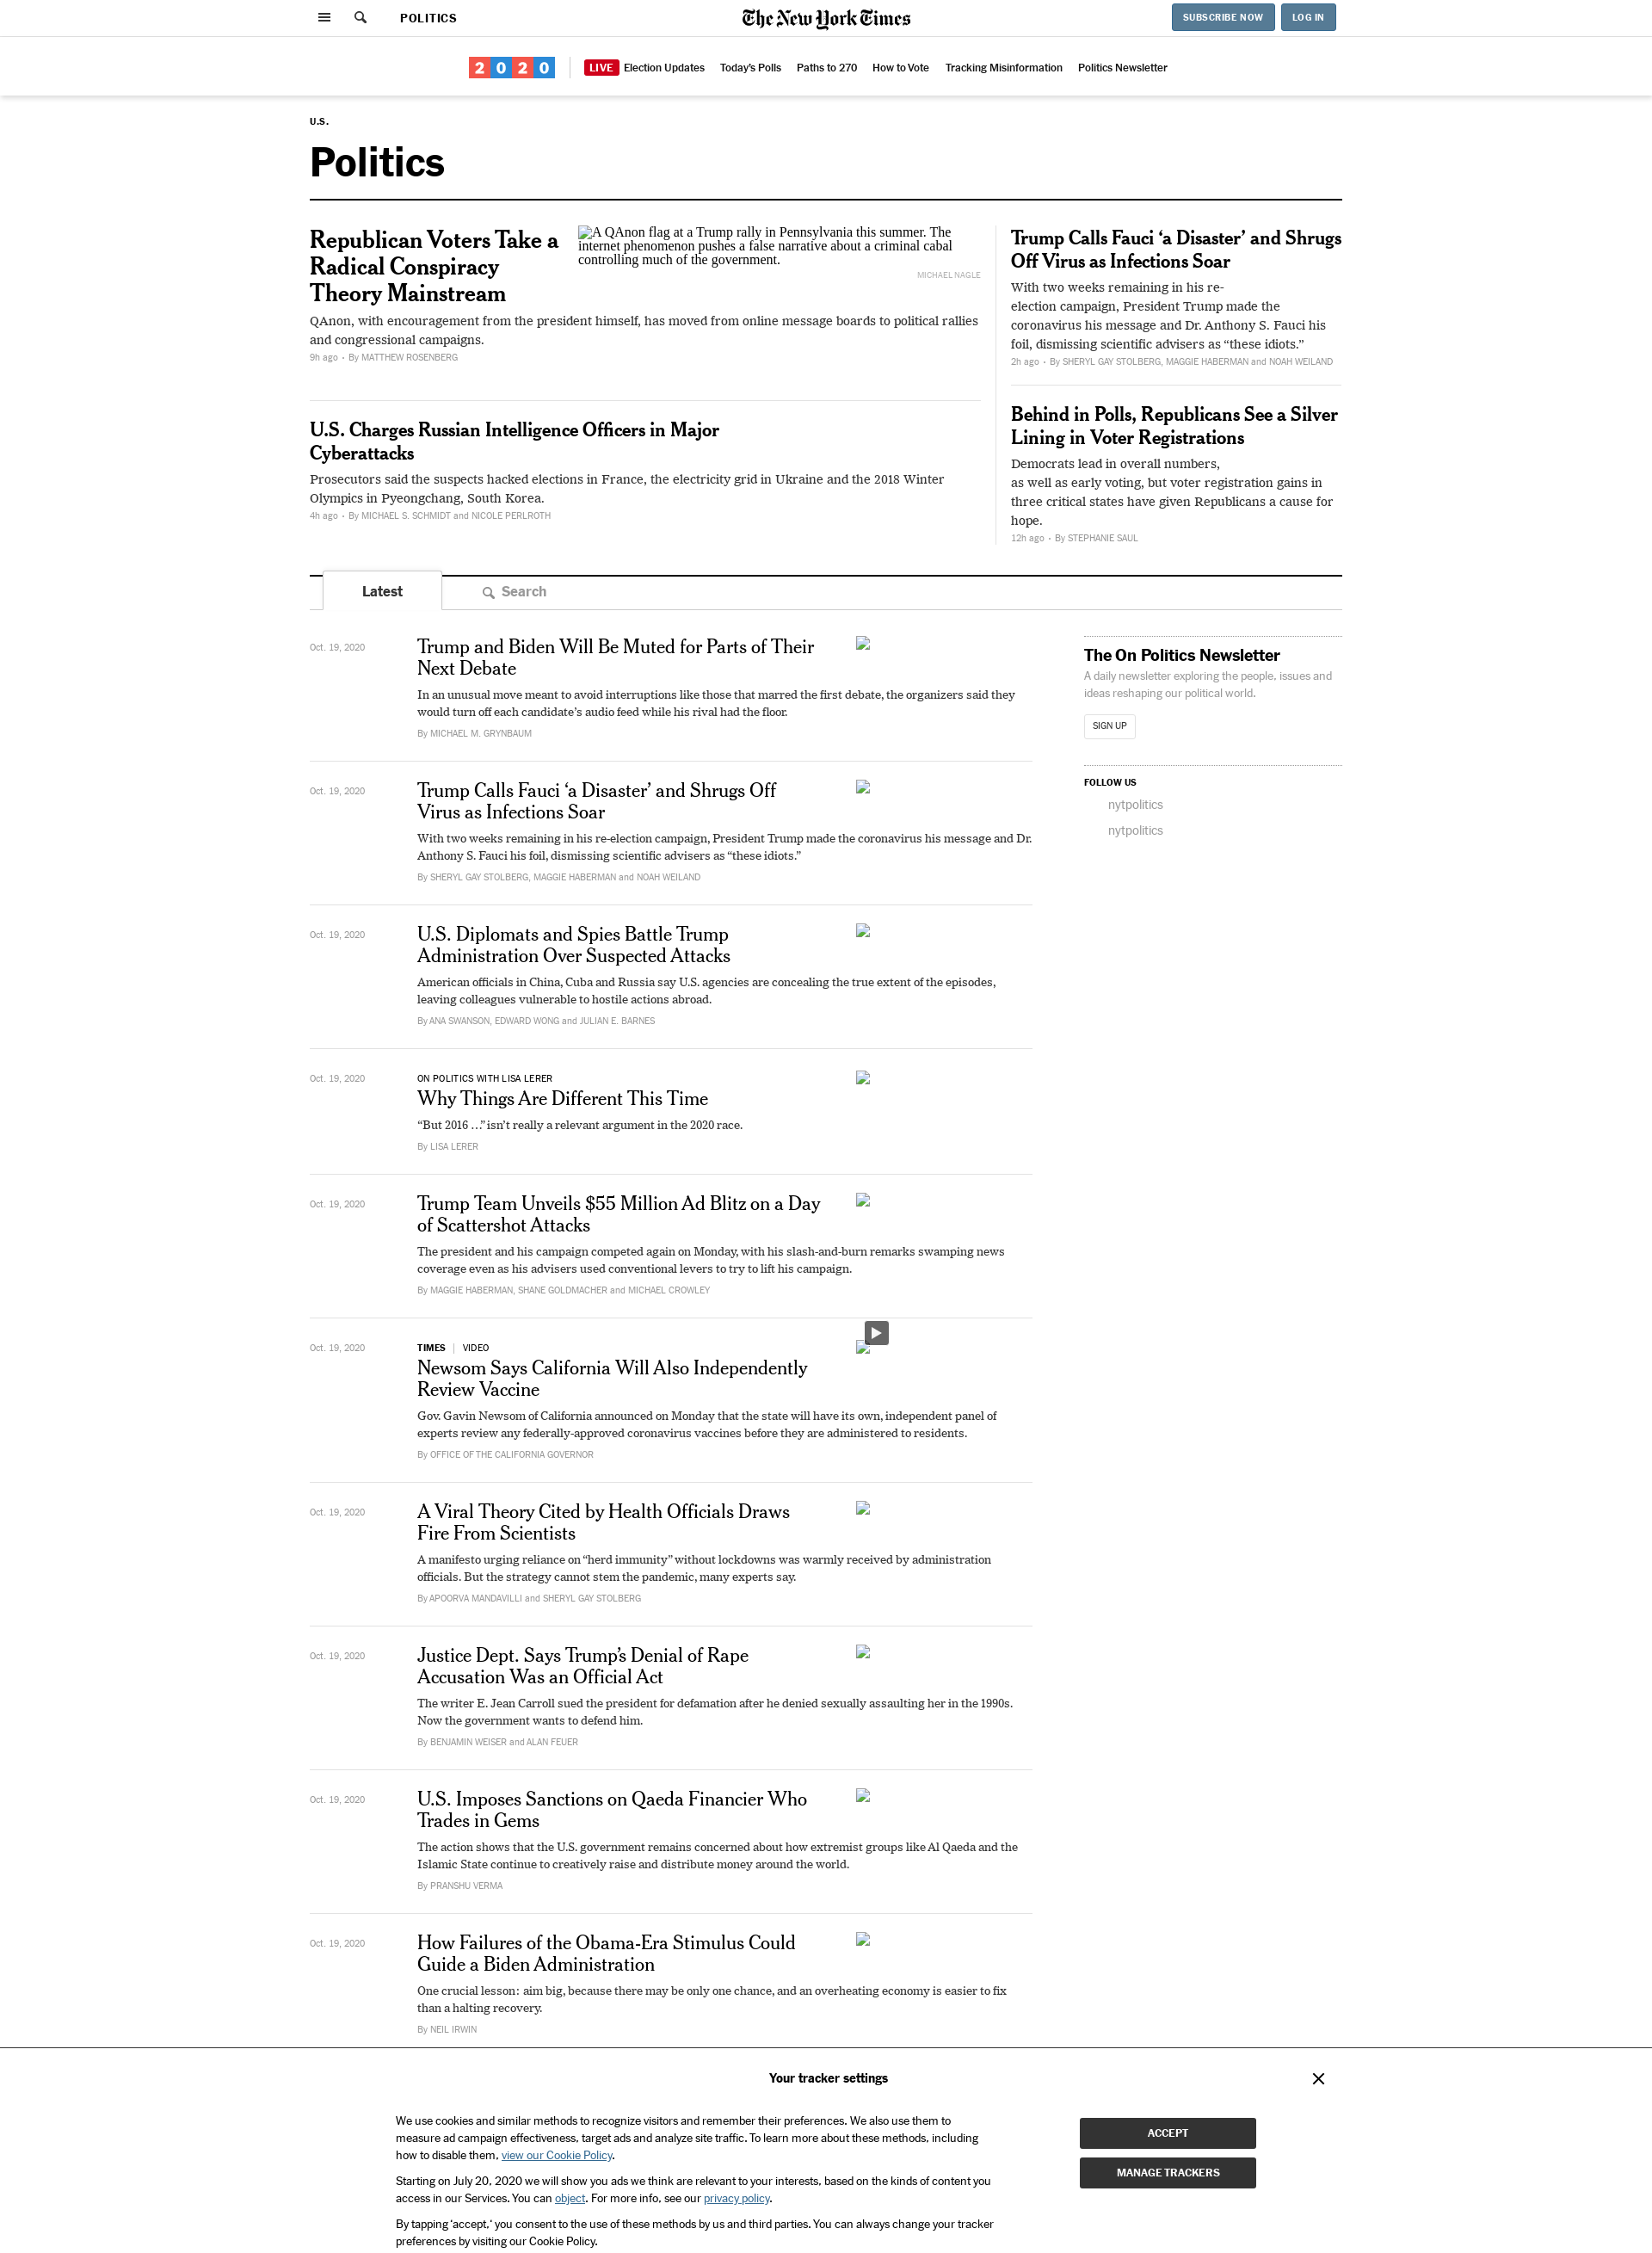 POLITICS
The New York Times
SUBSCRIBE NOW
LOG IN
2020
LIVE Election Updates
Today's Polls
Paths to 270
How to Vote
Tracking Misinformation
Politics Newsletter
U.S.
Politics
Republican Voters Take a
Radical Conspiracy
Theory Mainstream
A QAnon flag at a Trump rally in Pennsylvania this summer. The
internet phenomenon pushes a false narrative about a criminal cabal
controlling much of the government.
MICHAEL NAGLE
QAnon, with encouragement from the president himself, has moved from online message boards to political rallies
and congressional campaigns.
9h ago • By MATTHEW ROSENBERG
U.S. Charges Russian Intelligence Officers in Major
Cyberattacks
Prosecutors said the suspects hacked elections in France, the electricity grid in Ukraine and the 2018 Winter
Olympics in Pyeongchang, South Korea.
4h ago • By MICHAEL S. SCHMIDT and NICOLE PERLROTH
Trump Calls Fauci ‘a Disaster’ and Shrugs
Off Virus as Infections Soar
With two weeks remaining in his re-
election campaign, President Trump made the
coronavirus his message and Dr. Anthony S. Fauci his
foil, dismissing scientific advisers as “these idiots.”
2h ago • By SHERYL GAY STOLBERG, MAGGIE HABERMAN and NOAH WEILAND
Behind in Polls, Republicans See a Silver
Lining in Voter Registrations
Democrats lead in overall numbers,
as well as early voting, but voter registration gains in
three critical states have given Republicans a cause for
hope.
12h ago • By STEPHANIE SAUL
Latest
Search
Oct. 19, 2020
Trump and Biden Will Be Muted for Parts of Their
Next Debate
In an unusual move meant to avoid interruptions like those that marred the first debate, the organizers said they
would turn off each candidate’s audio feed while his rival had the floor.
By MICHAEL M. GRYNBAUM
The On Politics Newsletter
A daily newsletter exploring the people, issues and
ideas reshaping our political world.
SIGN UP
FOLLOW US
nytpolitics
nytpolitics
Oct. 19, 2020
Trump Calls Fauci ‘a Disaster’ and Shrugs Off
Virus as Infections Soar
With two weeks remaining in his re-election campaign, President Trump made the coronavirus his message and Dr.
Anthony S. Fauci his foil, dismissing scientific advisers as “these idiots.”
By SHERYL GAY STOLBERG, MAGGIE HABERMAN and NOAH WEILAND
Oct. 19, 2020
U.S. Diplomats and Spies Battle Trump
Administration Over Suspected Attacks
American officials in China, Cuba and Russia say U.S. agencies are concealing the true extent of the episodes,
leaving colleagues vulnerable to hostile actions abroad.
By ANA SWANSON, EDWARD WONG and JULIAN E. BARNES
Oct. 19, 2020
ON POLITICS WITH LISA LERER
Why Things Are Different This Time
“But 2016 …” isn’t really a relevant argument in the 2020 race.
By LISA LERER
Oct. 19, 2020
Trump Team Unveils $55 Million Ad Blitz on a Day
of Scattershot Attacks
The president and his campaign competed again on Monday, with his slash-and-burn remarks swamping news
coverage even as his advisers used conventional levers to try to lift his campaign.
By MAGGIE HABERMAN, SHANE GOLDMACHER and MICHAEL CROWLEY
Oct. 19, 2020
TIMES | VIDEO
Newsom Says California Will Also Independently
Review Vaccine
Gov. Gavin Newsom of California announced on Monday that the state will have its own, independent panel of
experts review any federally-approved coronavirus vaccines before they are administered to residents.
By OFFICE OF THE CALIFORNIA GOVERNOR
Oct. 19, 2020
A Viral Theory Cited by Health Officials Draws
Fire From Scientists
A manifesto urging reliance on “herd immunity” without lockdowns was warmly received by administration
officials. But the strategy cannot stem the pandemic, many experts say.
By APOORVA MANDAVILLI and SHERYL GAY STOLBERG
Oct. 19, 2020
Justice Dept. Says Trump’s Denial of Rape
Accusation Was an Official Act
The writer E. Jean Carroll sued the president for defamation after he denied sexually assaulting her in the 1990s.
Now the government wants to defend him.
By BENJAMIN WEISER and ALAN FEUER
Oct. 19, 2020
U.S. Imposes Sanctions on Qaeda Financier Who
Trades in Gems
The action shows that the U.S. government remains concerned about how extremist groups like Al Qaeda and the
Islamic State continue to creatively raise and distribute money around the world.
By PRANSHU VERMA
Oct. 19, 2020
How Failures of the Obama-Era Stimulus Could
Guide a Biden Administration
One crucial lesson: aim big, because there may be only one chance, and an overheating economy is easier to fix
than a halting recovery.
By NEIL IRWIN
Your tracker settings
We use cookies and similar methods to recognize visitors and remember their preferences. We also use them to
measure ad campaign effectiveness, target ads and analyze site traffic. To learn more about these methods, including
how to disable them, view our Cookie Policy.
Starting on July 20, 2020 we will show you ads we think are relevant to your interests, based on the kinds of content you
access in our Services. You can object. For more info, see our privacy policy.
By tapping ‘accept,‘ you consent to the use of these methods by us and third parties. You can always change your tracker
preferences by visiting our Cookie Policy.
ACCEPT
MANAGE TRACKERS